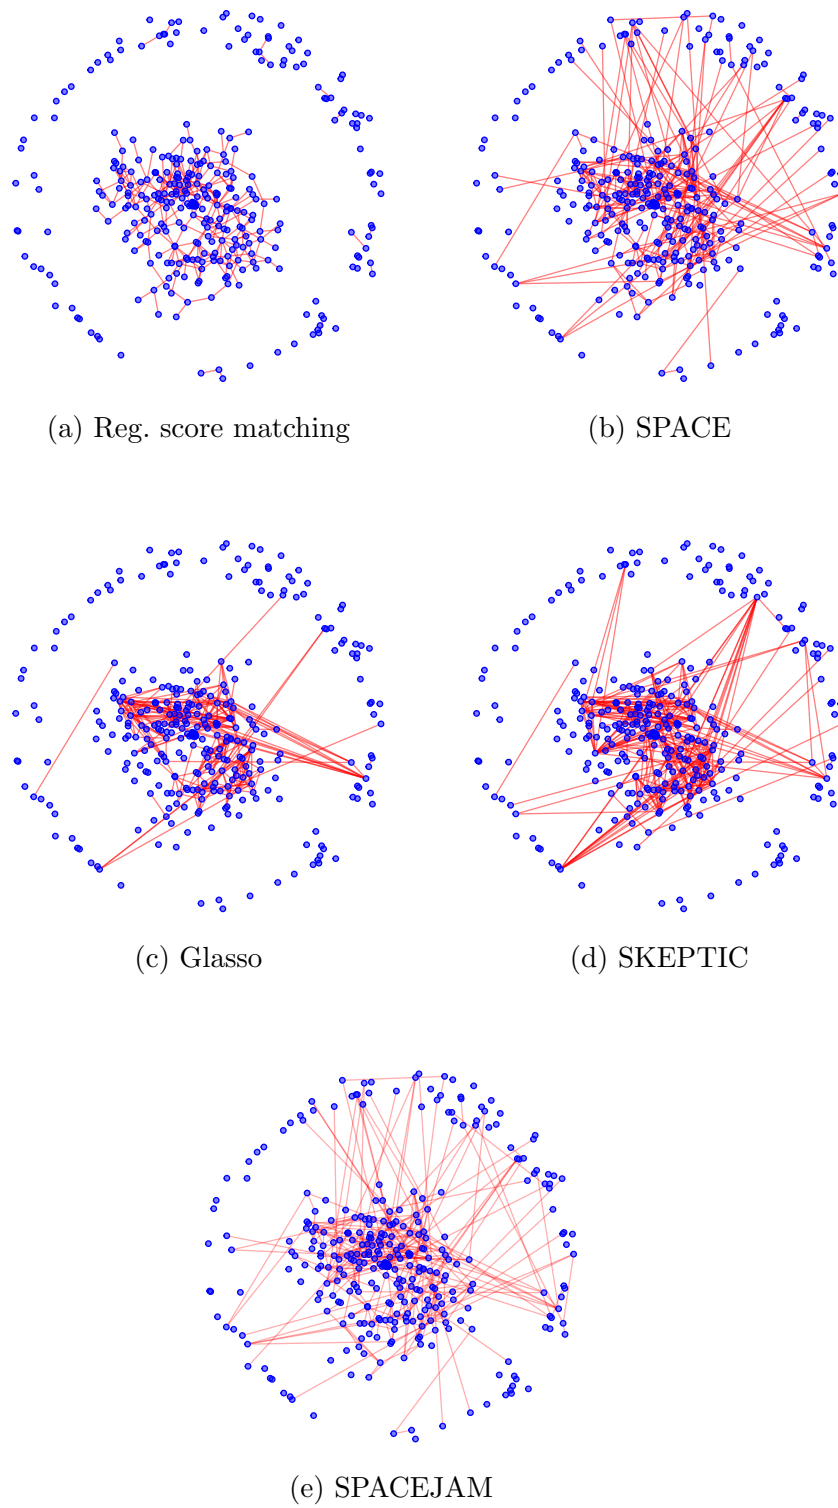 (a) Reg. score matching
(b) SPACE
(c) Glasso
(d) SKEPTIC
(e) SPACEJAM